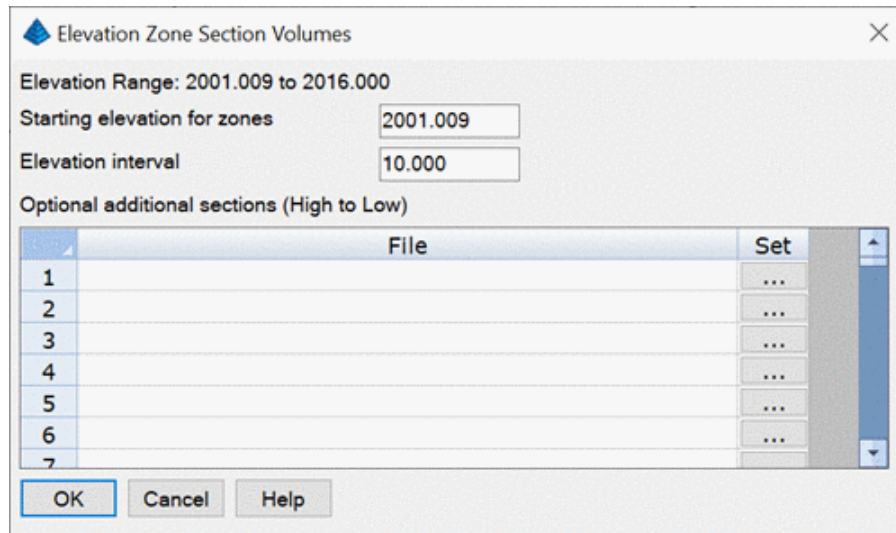 Elevation Zone Section Volumes
Elevation Range: 2001.009 to 2016.000
Starting elevation for zones 2001.009
Elevation interval 10.000
Optional additional sections (High to Low)
File Set
1 ...
2 ...
3 ...
4 ...
5 ...
6 ...
7
OK Cancel Help